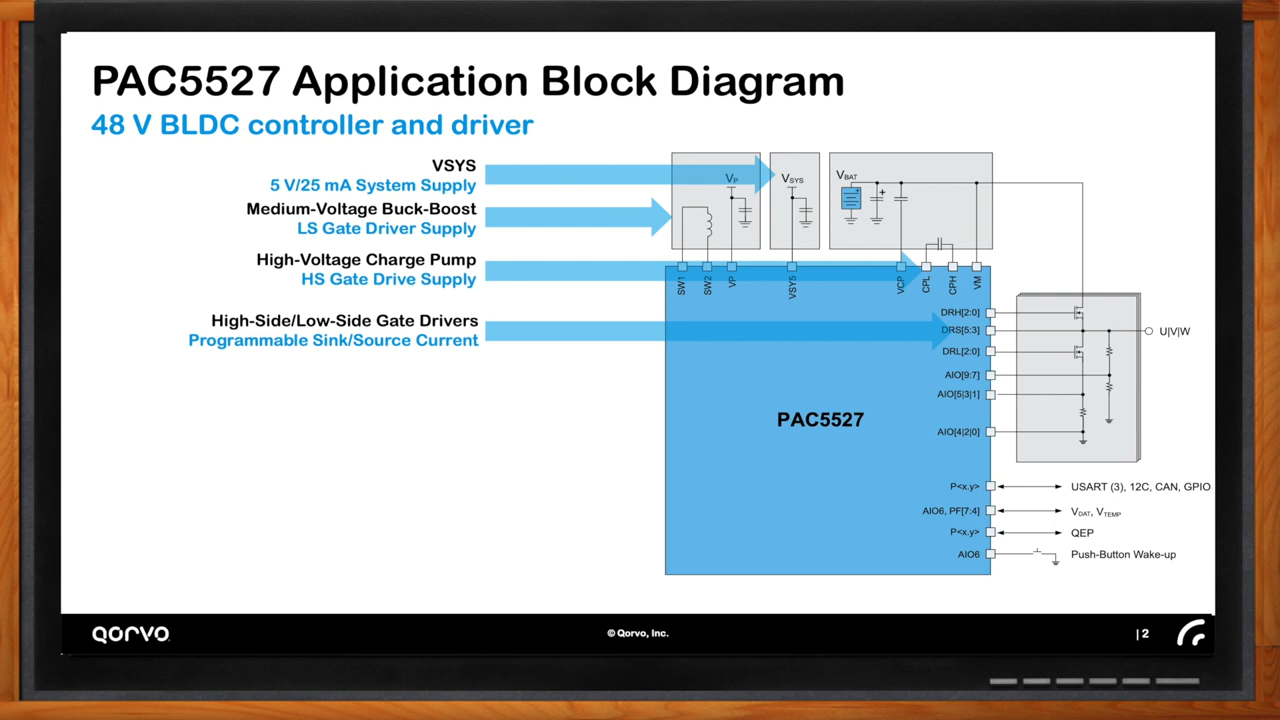 PAC5527 Application Block Diagram
48 V BLDC controller and driver
VSYS
5 V/25 mA System Supply
Medium-Voltage Buck-Boost
LS Gate Driver Supply
High-Voltage Charge Pump
HS Gate Drive Supply
High-Side/Low-Side Gate Drivers
Programmable Sink/Source Current
VP
VSYS
VBAT
+
SW1
SW2
VP
VSYS
VCP
CPL
CPH
VM
DRH[2:0]
DRS[5:3]
U|V|W
DRL[2:0]
AIO[9:7]
AIO[5|3|1]
AIO[4|2|0]
PAC5527
P<x.y>
USART (3), 12C, CAN, GPIO
AIO6, PF[7:4]
VDAT, VTEMP
P<x.y>
QEP
AIO6
Push-Button Wake-up
QORVO
© Qorvo, Inc.
| 2